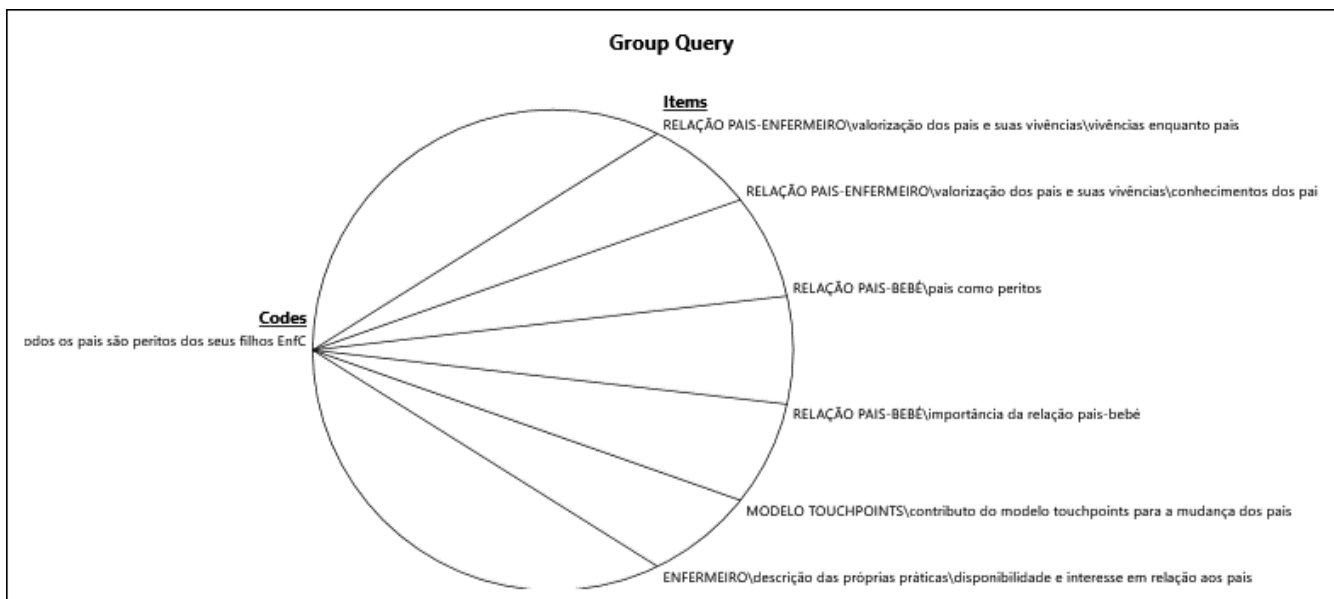 Group Query
Items
RELAÇÃO PAIS-ENFERMEIRO\valorização dos pais e suas vivências\vivências enquanto pais
RELAÇÃO PAIS-ENFERMEIRO\valorização dos pais e suas vivências\conhecimentos dos pai
RELAÇÃO PAIS-BEBÉ\pais como peritos
Codes
odos os pais são peritos dos seus filhos EnfC
RELAÇÃO PAIS-BEBÉ\importância da relação pais-bebé
MODELO TOUCHPOINTS\contributo do modelo touchpoints para a mudança dos pais
ENFERMEIRO\descrição das próprias práticas\disponibilidade e interesse em relação aos pais